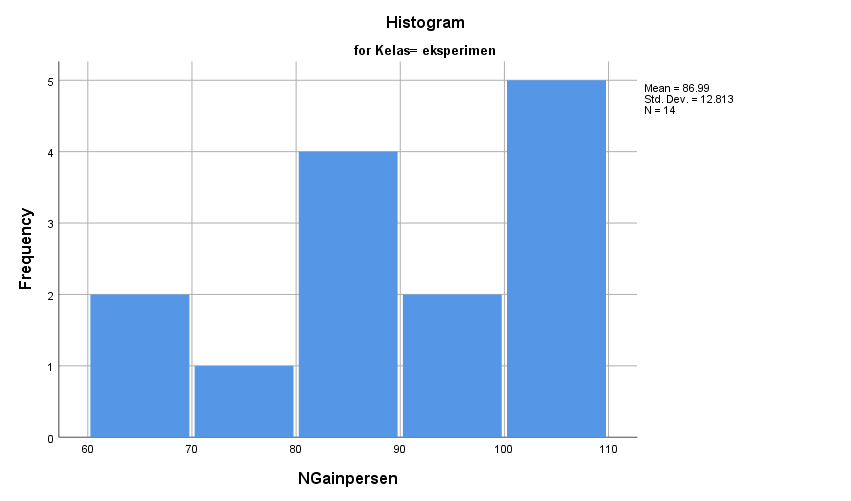 Histogram
for Kelas= eksperimen
Mean = 86.99
Std. Dev. = 12.813
N = 14
Frequency
5
4
3
2
1
0
60 70 80 90 100 110
NGainpersen